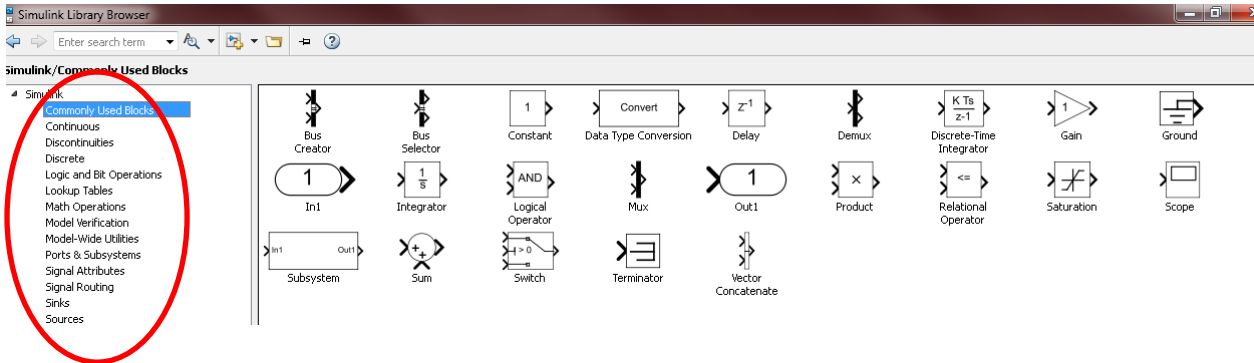 Simulink Library Browser
Enter search term
Simulink/Commonly Used Blocks
Simulink
Commonly Used Blocks
Continuous
Discontinuities
Discrete
Logic and Bit Operations
Lookup Tables
Math Operations
Model Verification
Model-Wide Utilities
Ports & Subsystems
Signal Attributes
Signal Routing
Sinks
Sources
Bus
Creator
Bus
Selector
1
Constant
Convert
Data Type Conversion
Z-1
Delay
Demux
K Ts
z-1
Discrete-Time
Integrator
1
Gain
Ground
1
In1
1
s
Integrator
AND
Logical
Operator
Mux
1
Out1
×
Product
<=
Relational
Operator
Saturation
Scope
In1 Out1
Subsystem
+
+
Sum
> 0
Switch
Terminator
Vector
Concatenate